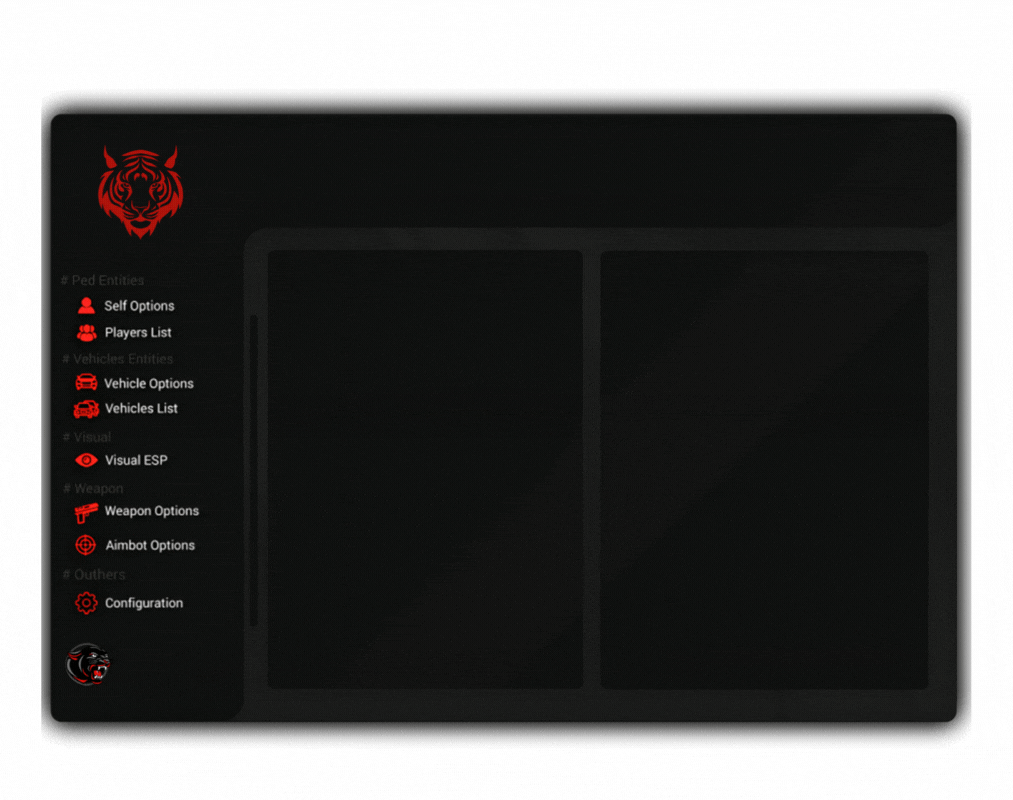 # Ped Entities
Self Options
Players List
# Vehicles Entities
Vehicle Options
Vehicles List
# Visual
Visual ESP
# Weapon
Weapon Options
Aimbot Options
# Outhers
Configuration